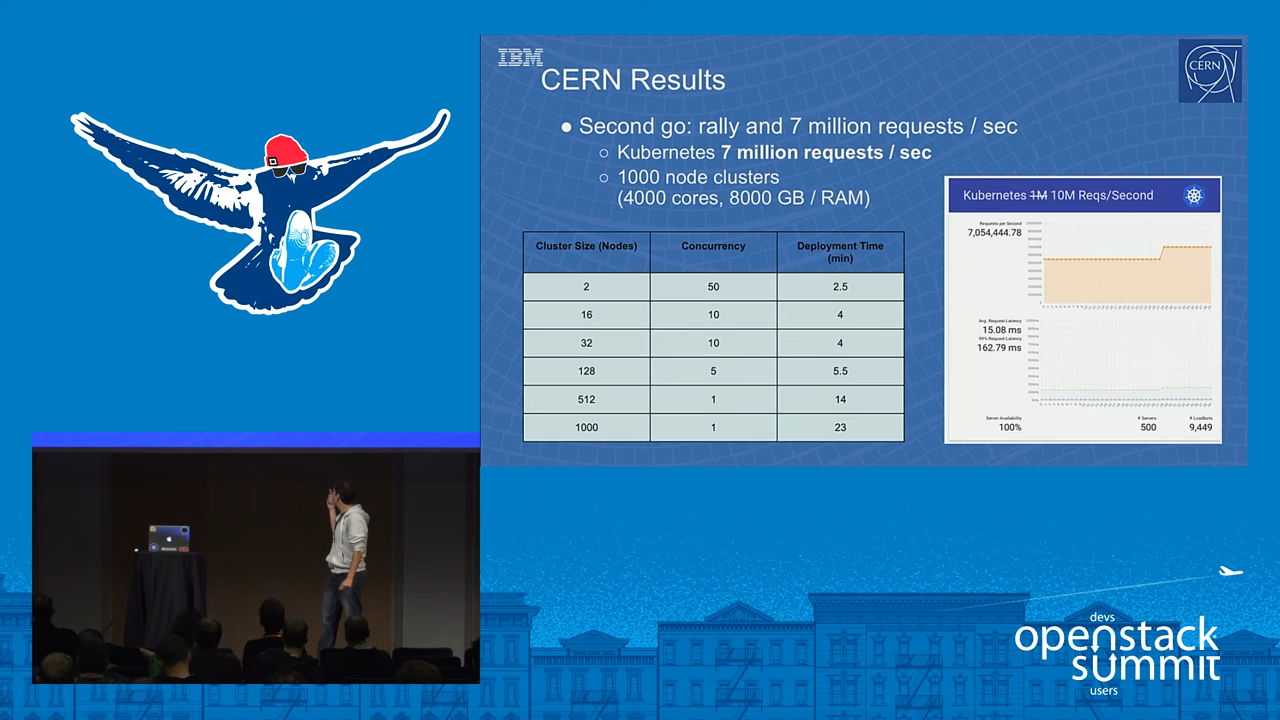 IBM
CERN Results
CERN
● Second go: rally and 7 million requests / sec
○ Kubernetes 7 million requests / sec
○ 1000 node clusters
(4000 cores, 8000 GB / RAM)
Cluster Size (Nodes) Concurrency Deployment Time (min)
2 50 2.5
16 10 4
32 10 4
128 5 5.5
512 1 14
1000 1 23
Kubernetes 1M 10M Reqs/Second
Requests per Second
7,054,444.78
Avg. Request Latency
15.08 ms
99% Request Latency
162.79 ms
Server Availability
100%
# Servers
500
# Loadbots
9,449
devs
openstack
summit
users